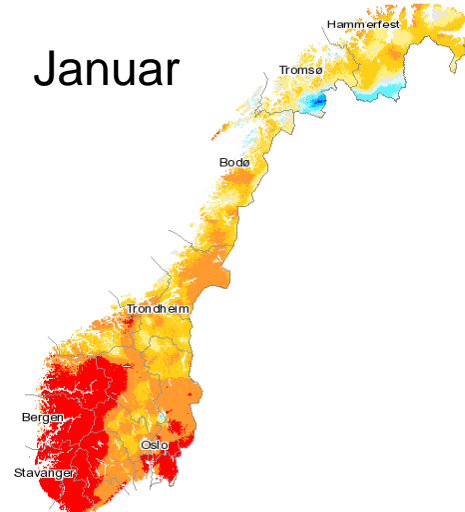 Hammerfest
Januar
Tromsø
Bodø
Trondheim
Bergen
Oslo
Stavanger